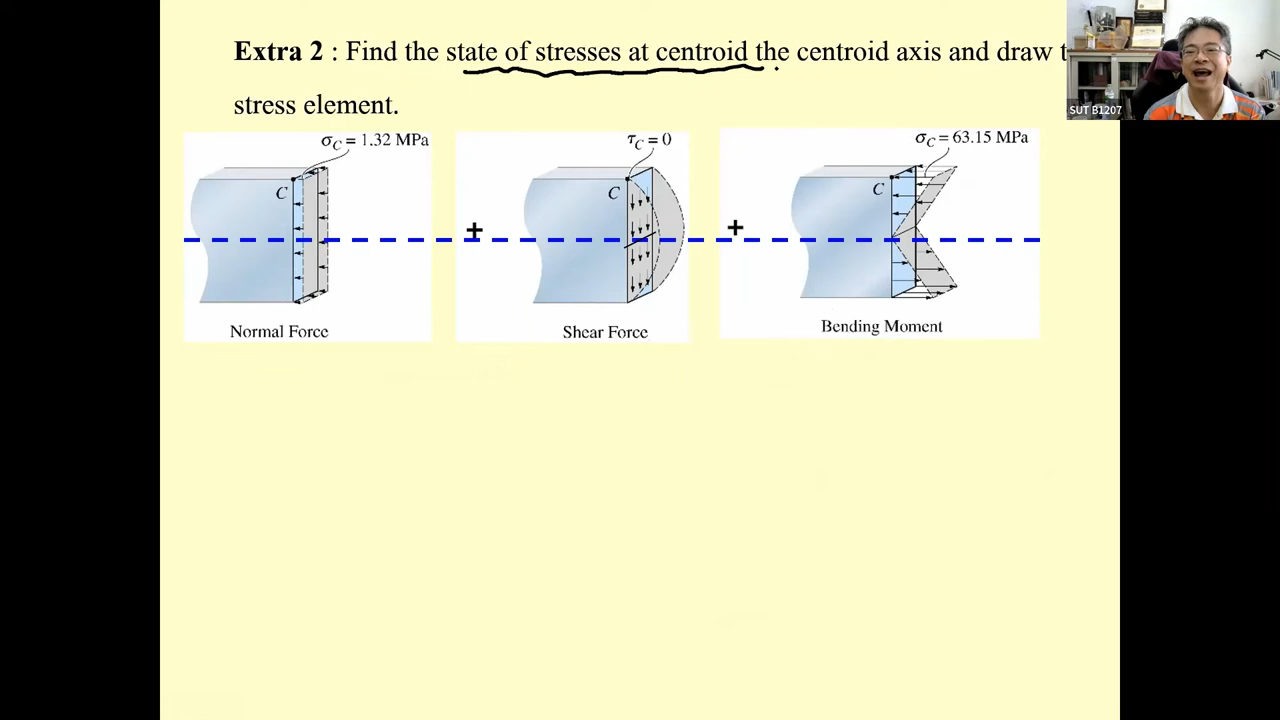 Extra 2 : Find the state of stresses at centroid the centroid axis and draw t
stress element.
σC = 1.32 MPa
τC = 0
σC = 63.15 MPa
C
C
C
+
+
Normal Force
Shear Force
Bending Moment
SUT B1207